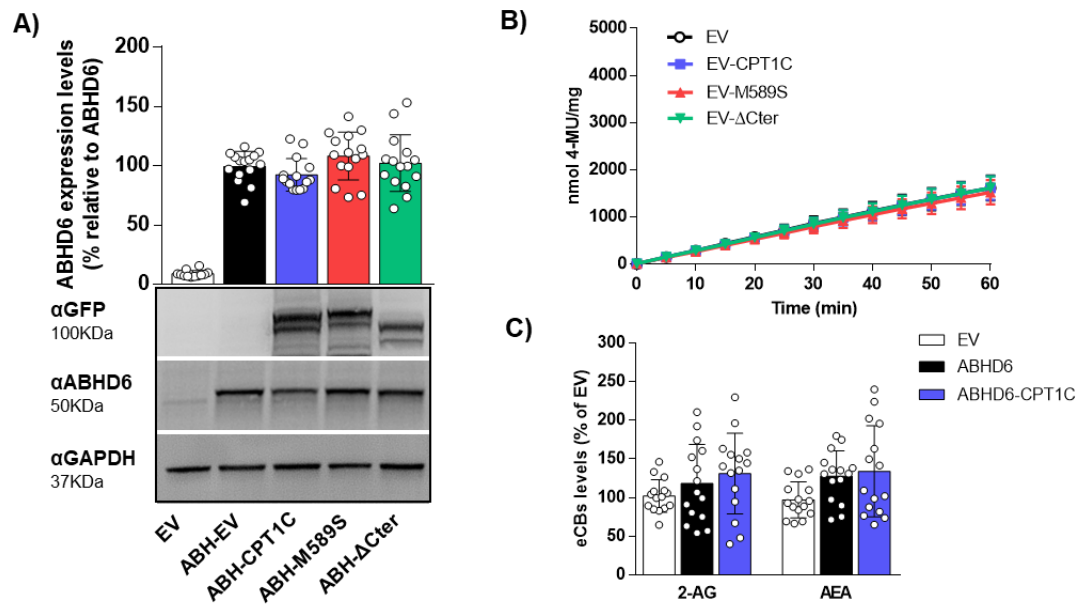 A)
ABHD6 expression levels
(% relative to ABHD6)
200
150
100
50
0
αGFP
100KDa
αABHD6
50KDa
αGAPDH
37KDa
EV
ABH-EV
ABH-CPT1C
ABH-M589S
ABH-ΔCter
B)
nmol 4-MU/mg
5000
4000
3000
2000
1000
0
0 10 20 30 40 50 60
Time (min)
EV
EV-CPT1C
EV-M589S
EV-ΔCter
C)
eCBs levels (% of EV)
300
250
200
150
100
50
0
2-AG AEA
EV
ABHD6
ABHD6-CPT1C